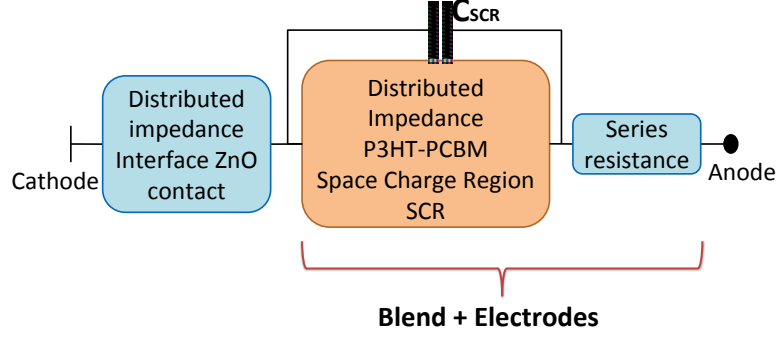 CSCR
Distributed
impedance
Interface ZnO
contact
Distributed
Impedance
P3HT-PCBM
Space Charge Region
SCR
Series
resistance
Cathode
Anode
Blend + Electrodes